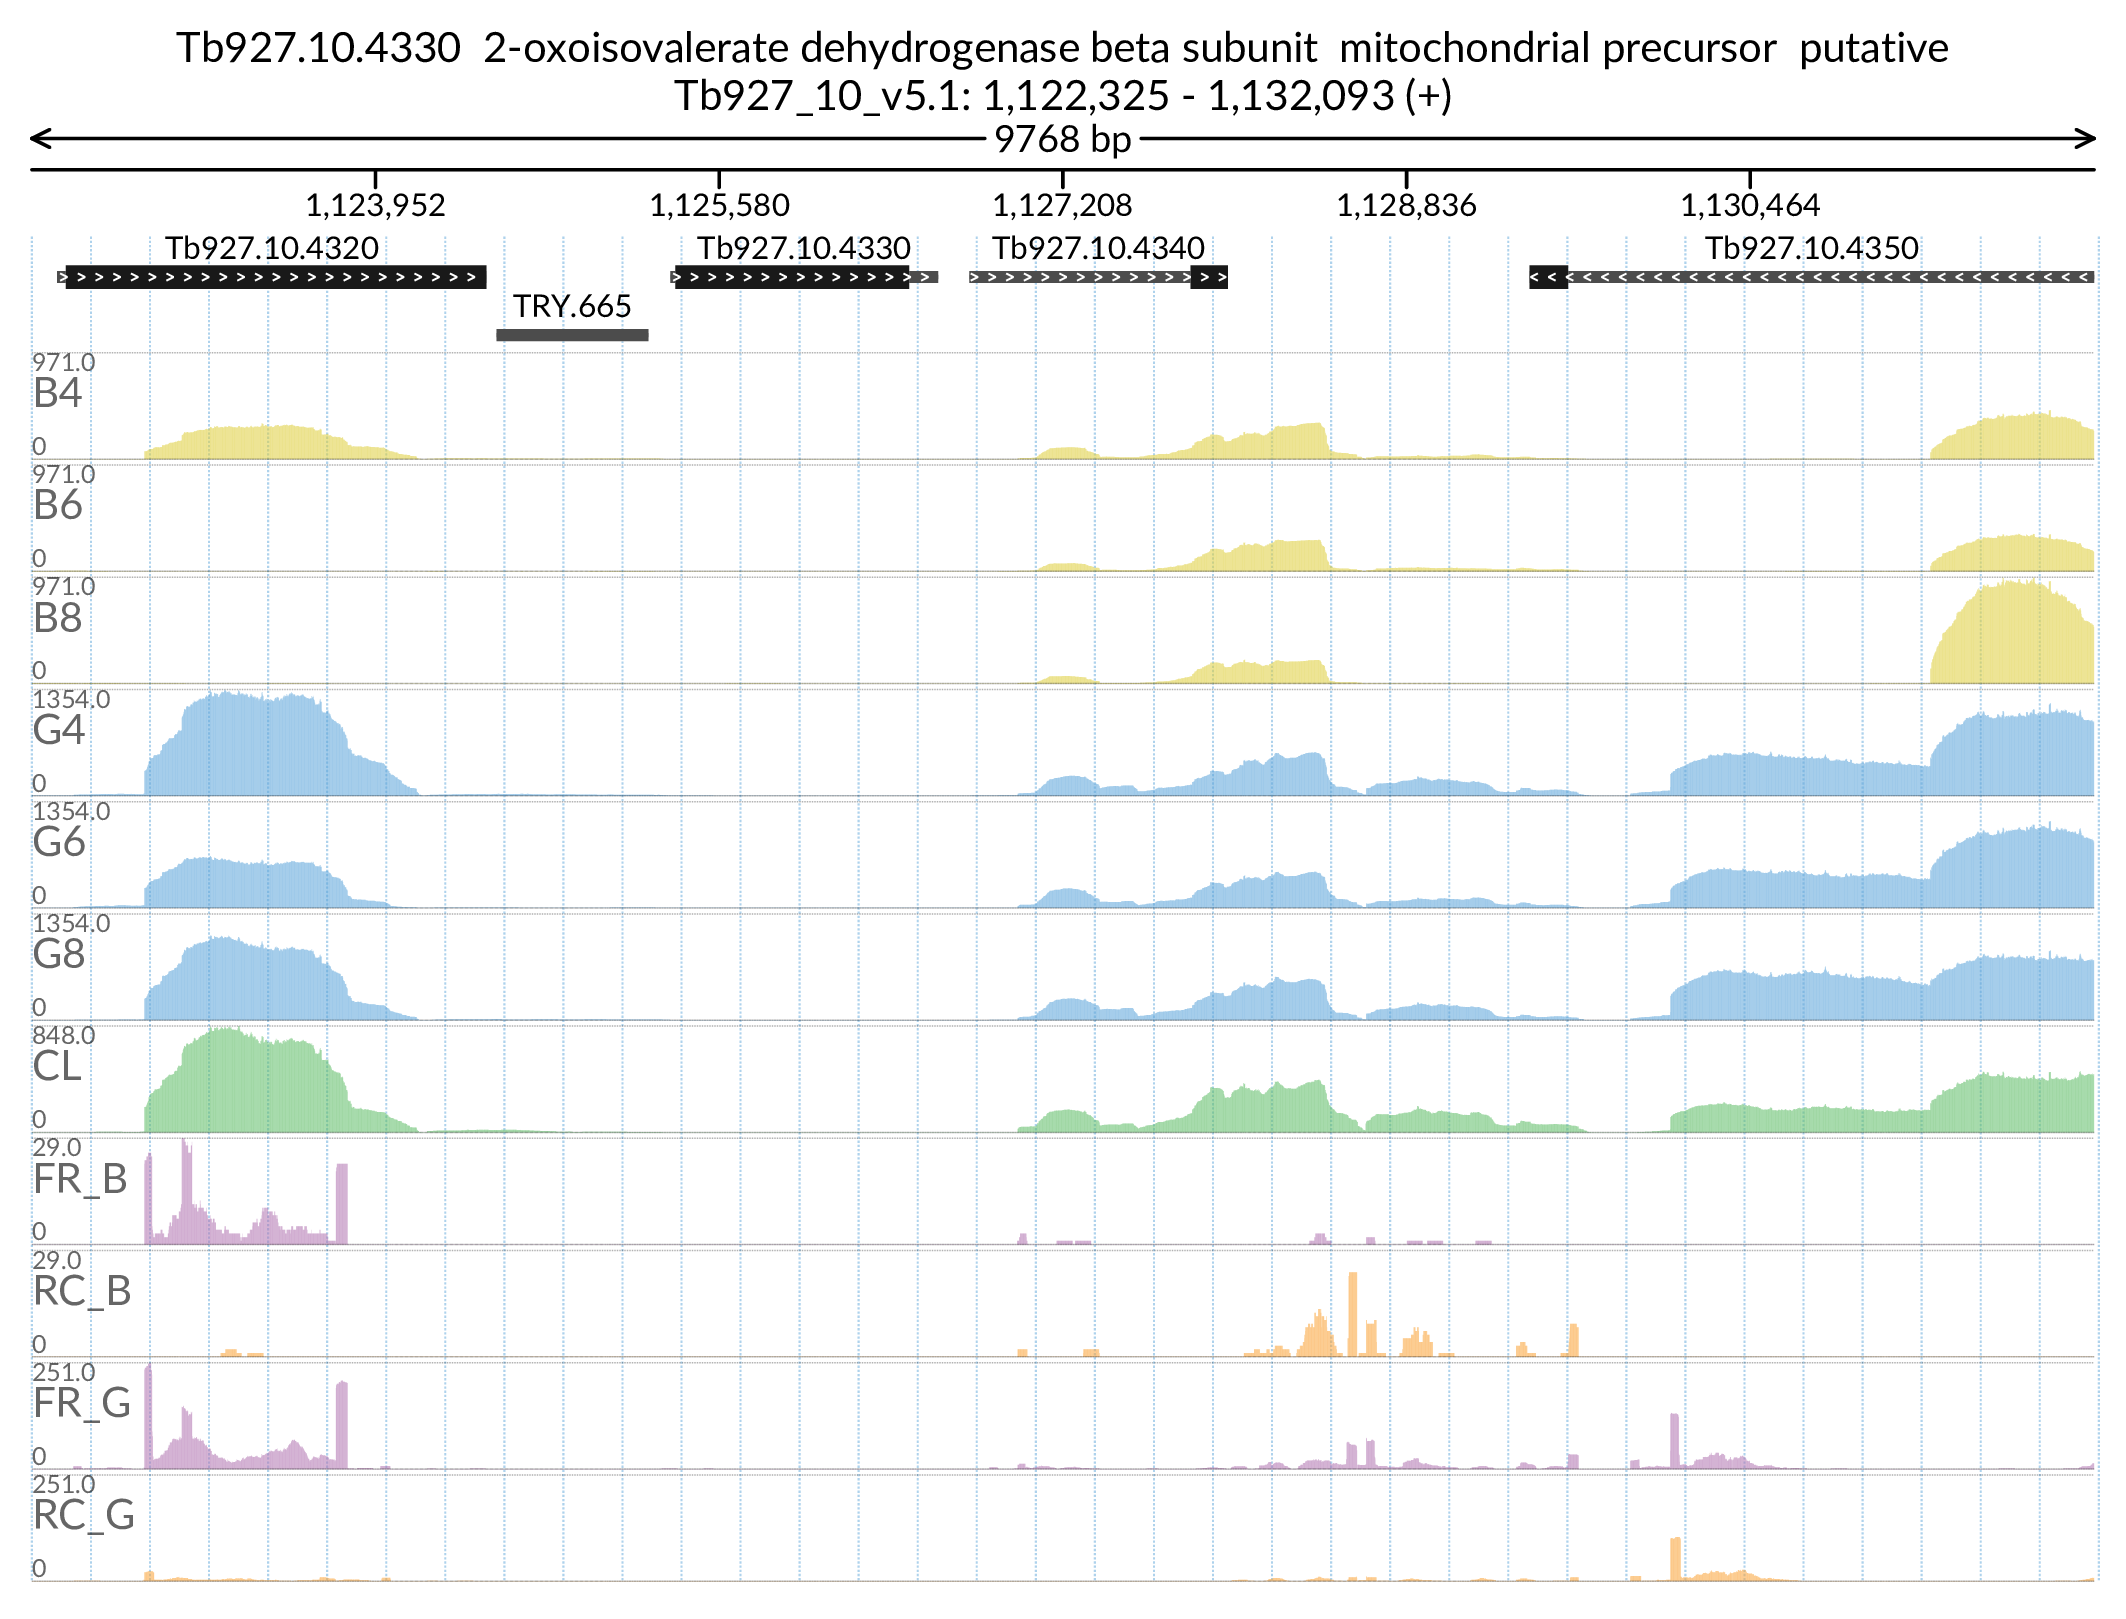 Tb927.10.4330 2-oxoisovalerate dehydrogenase beta subunit mitochondrial precursor putative
Tb927_10_v5.1: 1,122,325 - 1,132,093 (+)
9768 bp
1,123,952 1,125,580 1,127,208 1,128,836 1,130,464
Tb927.10.4320 Tb927.10.4330 Tb927.10.4340 Tb927.10.4350
TRY.665
971.0
B4
0
971.0
B6
0
971.0
B8
0
1354.0
G4
0
1354.0
G6
0
1354.0
G8
0
848.0
CL
0
29.0
FR_B
0
29.0
RC_B
0
251.0
FR_G
0
251.0
RC_G
0